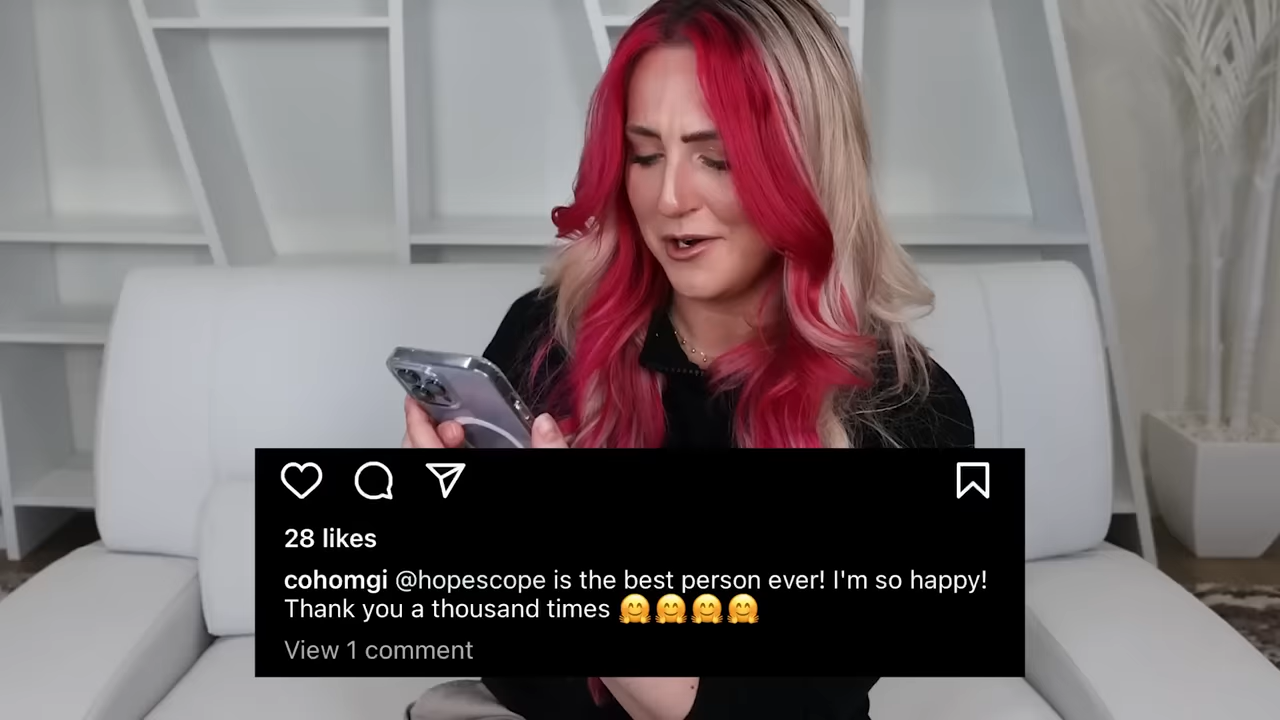 28 likes
cohomgi @hopescope is the best person ever! I'm so happy!
Thank you a thousand times 🤗🤗🤗🤗
View 1 comment